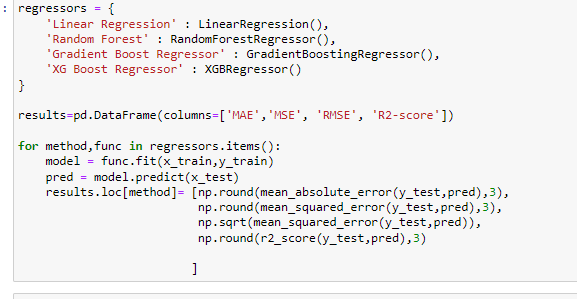 :
regressors = {
    'Linear Regression' : LinearRegression(),
    'Random Forest' : RandomForestRegressor(),
    'Gradient Boost Regressor' : GradientBoostingRegressor(),
    'XG Boost Regressor' : XGBRegressor()
}
results=pd.DataFrame(columns=['MAE','MSE', 'RMSE', 'R2-score'])
for method,func in regressors.items():
    model = func.fit(x_train,y_train)
    pred = model.predict(x_test)
    results.loc[method]= [np.round(mean_absolute_error(y_test,pred),3),
                          np.round(mean_squared_error(y_test,pred),3),
                          np.sqrt(mean_squared_error(y_test,pred)),
                          np.round(r2_score(y_test,pred),3)
                         ]